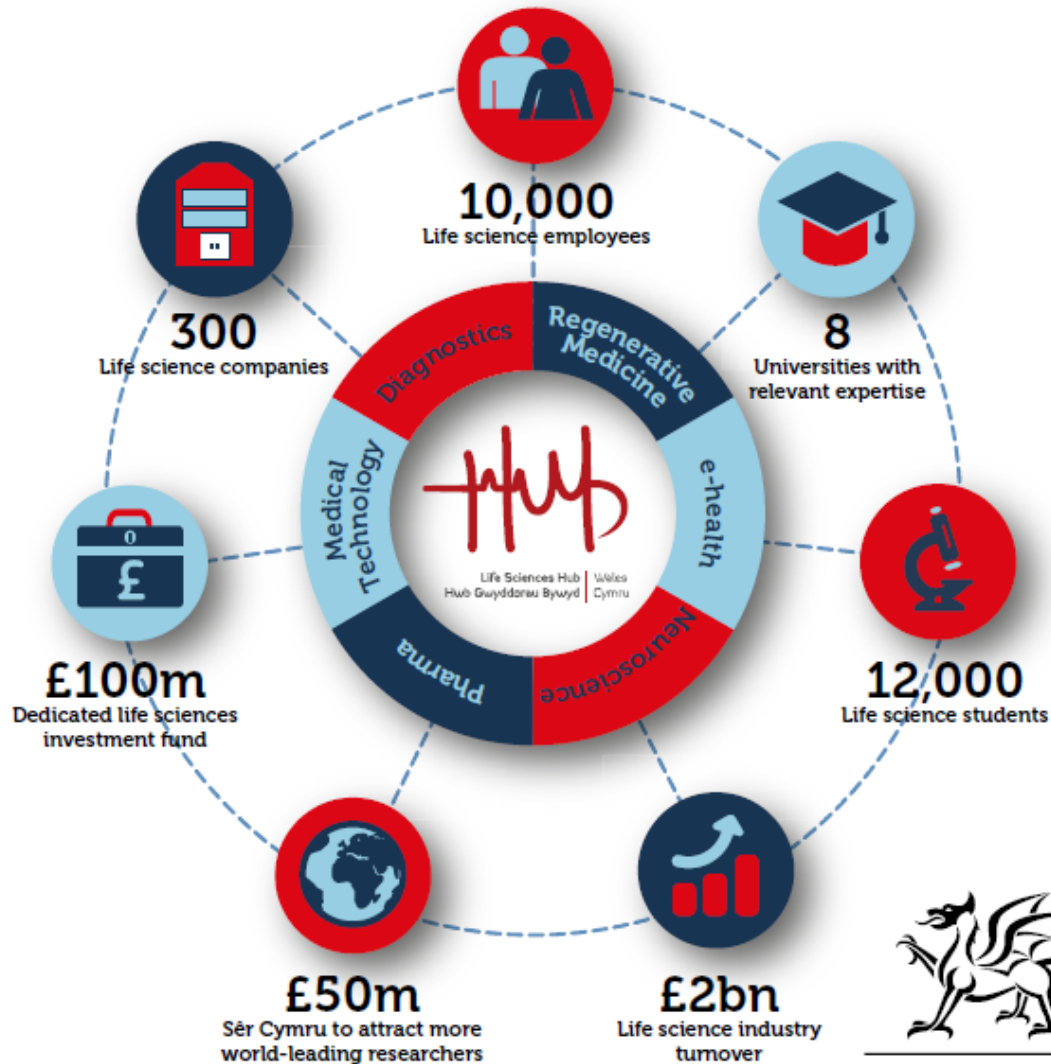 10,000
Life science employees
300
Life science companies
8
Universities with
relevant expertise
Diagnostics
Regenerative
Medicine
Medical
Technology
e-health
Pharma
Neuroscience
Hub
Life Sciences Hub | Wales
Hwb Gwyddorau Bywyd | Cymru
£
£100m
Dedicated life sciences
investment fund
12,000
Life science students
£50m
Sêr Cymru to attract more
world-leading researchers
£2bn
Life science industry
turnover